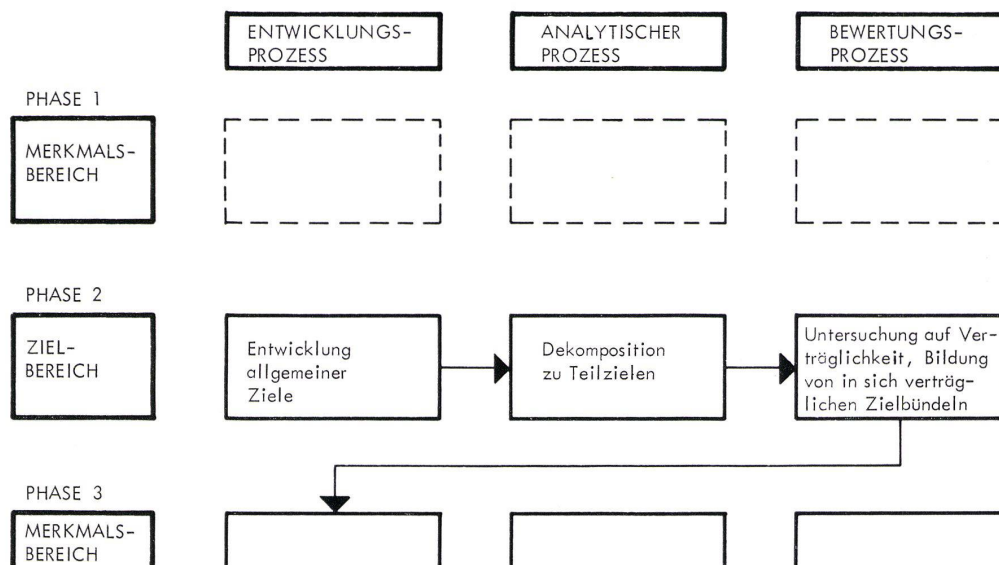 ENTWICKLUNGS-
PROZESS
ANALYTISCHER
PROZESS
BEWERTUNGS-
PROZESS
PHASE 1
MERKMALS-
BEREICH
PHASE 2
ZIEL-
BEREICH
Entwicklung
allgemeiner
Ziele
Dekomposition
zu Teilzielen
Untersuchung auf Ver-
träglichkeit, Bildung
von in sich verträg-
lichen Zielbündeln
PHASE 3
MERKMALS-
BEREICH